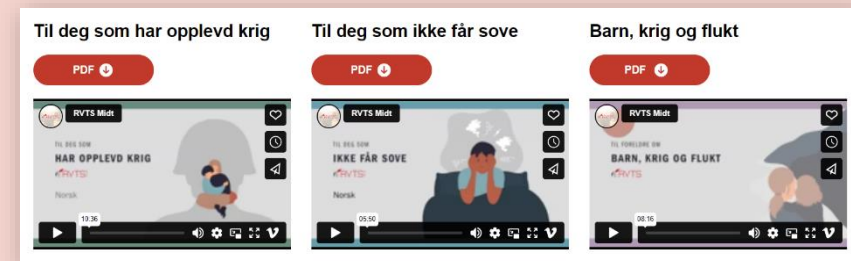 Til deg som har opplevd krig
PDF
RVTS Midt
TIL DEG SOM
HAR OPPLEVD KRIG
RVTS
Norsk
10:36
Til deg som ikke får sove
PDF
RVTS Midt
TIL DEG SOM
IKKE FÅR SOVE
RVTS
Norsk
05:50
Barn, krig og flukt
PDF
RVTS Midt
TIL FORELDRE OM
BARN, KRIG OG FLUKT
RVTS
08:16